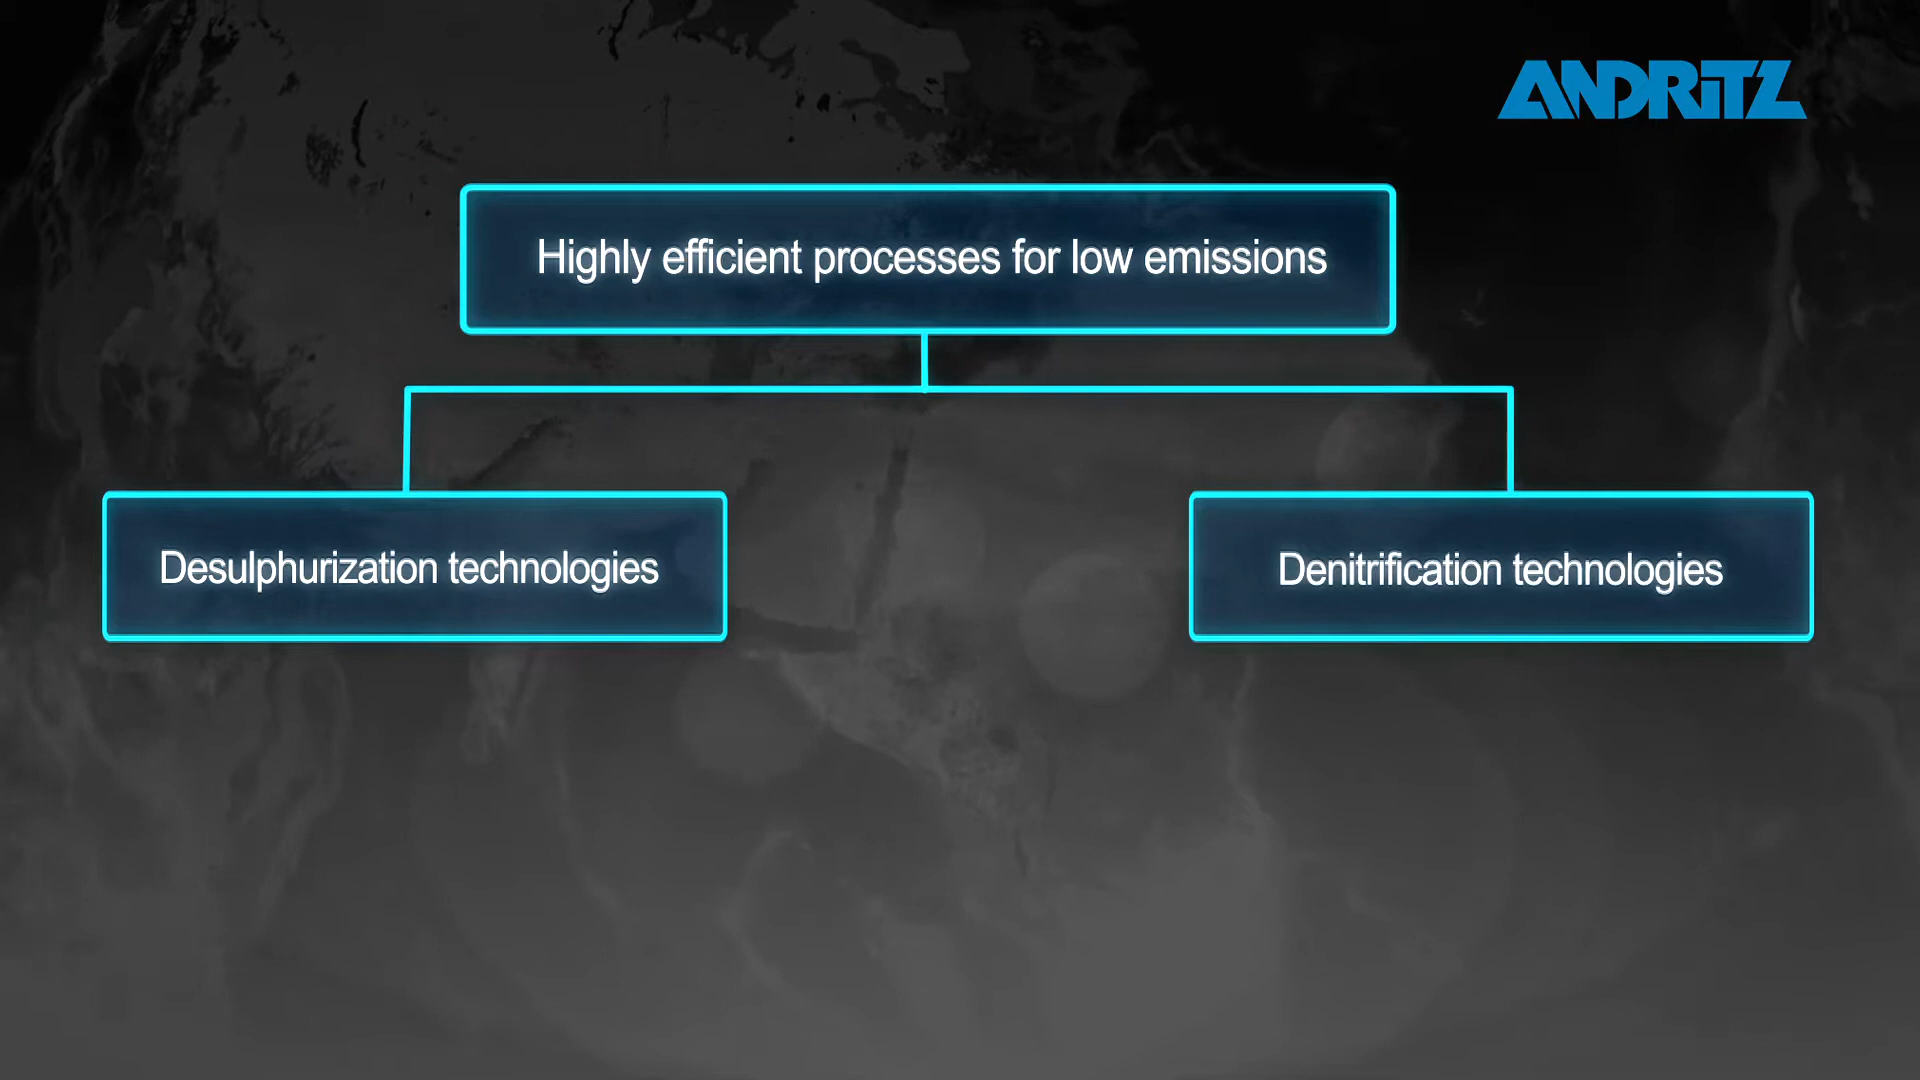 ANDRITZ
Highly efficient processes for low emissions
Desulphurization technologies
Denitrification technologies